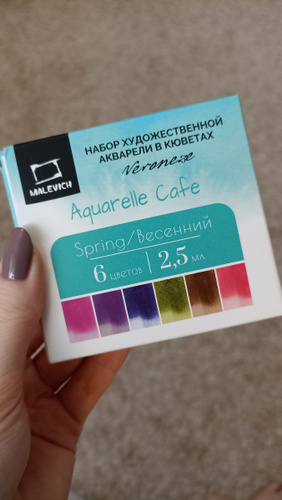 MALEVICH
НАБОР ХУДОЖЕСТВЕННОЙ
АКВАРЕЛИ В КЮВЕТАХ
Veronese
Aquarelle Cafe
Spring/Весенний
6 цветов | 2,5 мл